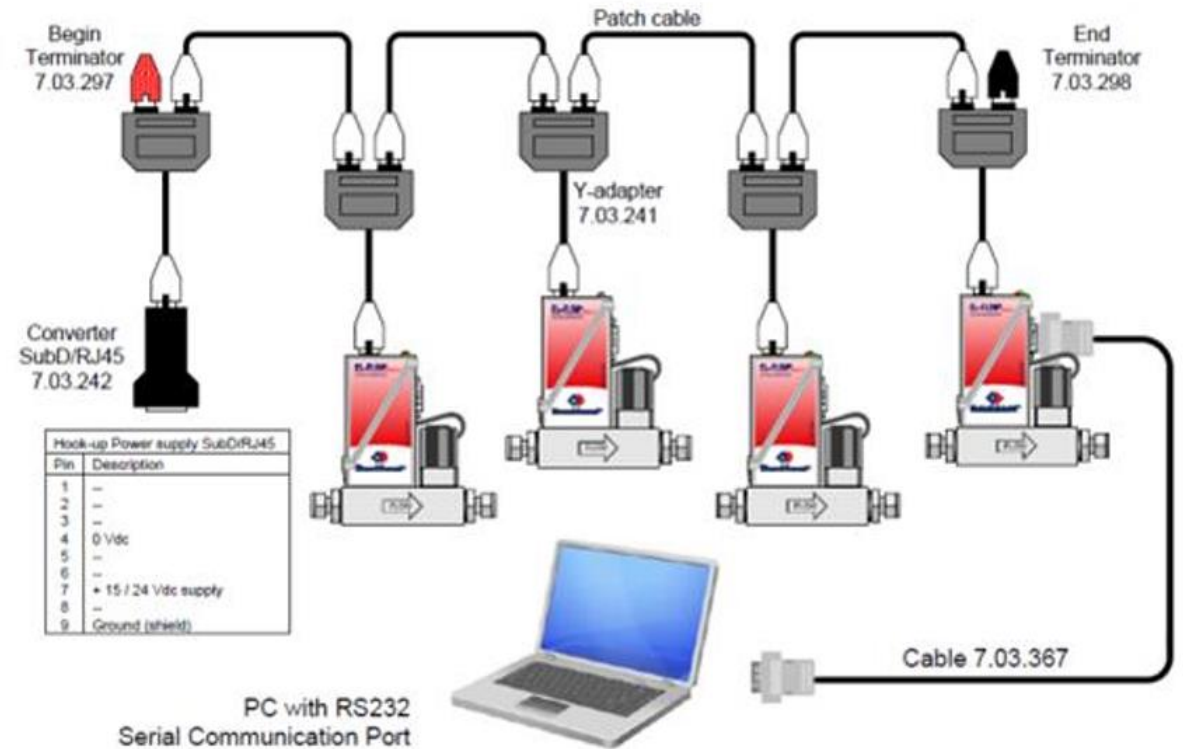 Begin
Terminator
7.03.297
Patch cable
End
Terminator
7.03.298
Y-adapter
7.03.241
Converter
SubD/RJ45
7.03.242
Hook-up Power supply SubD/RJ45
Pin Description
1 --
2 --
3 --
4 0 Vdc
5 --
6 --
7 + 15 / 24 Vdc supply
8 --
9 Ground (shield)
Cable 7.03.367
PC with RS232
Serial Communication Port